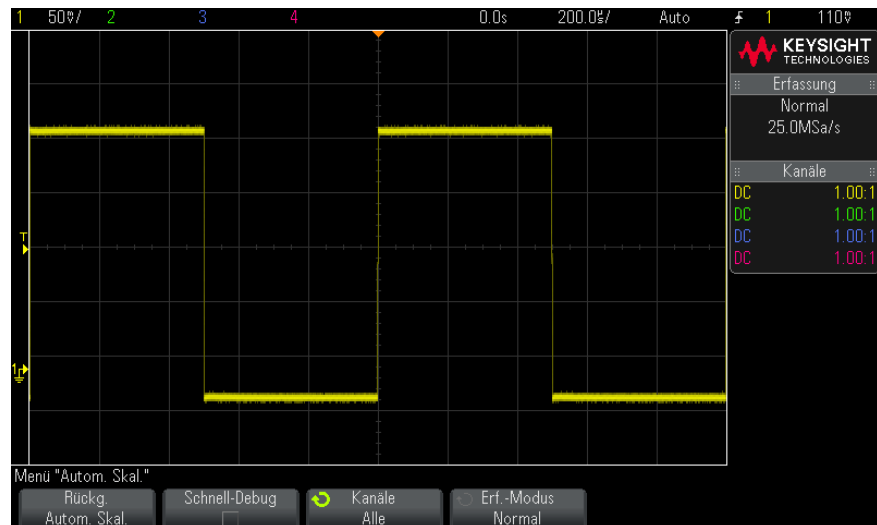 1 50V/ 2 3 4 0.0s 200.0s/ Auto 1 110V
KEYSIGHT
TECHNOLOGIES
Erfassung
Normal
25.0MSa/s
Kanäle
DC 1.00:1
DC 1.00:1
DC 1.00:1
DC 1.00:1
T
1
Menü "Autom. Skal."
Rückg.
Autom. Skal.
Schnell-Debug
Kanäle
Alle
Erf.-Modus
Normal